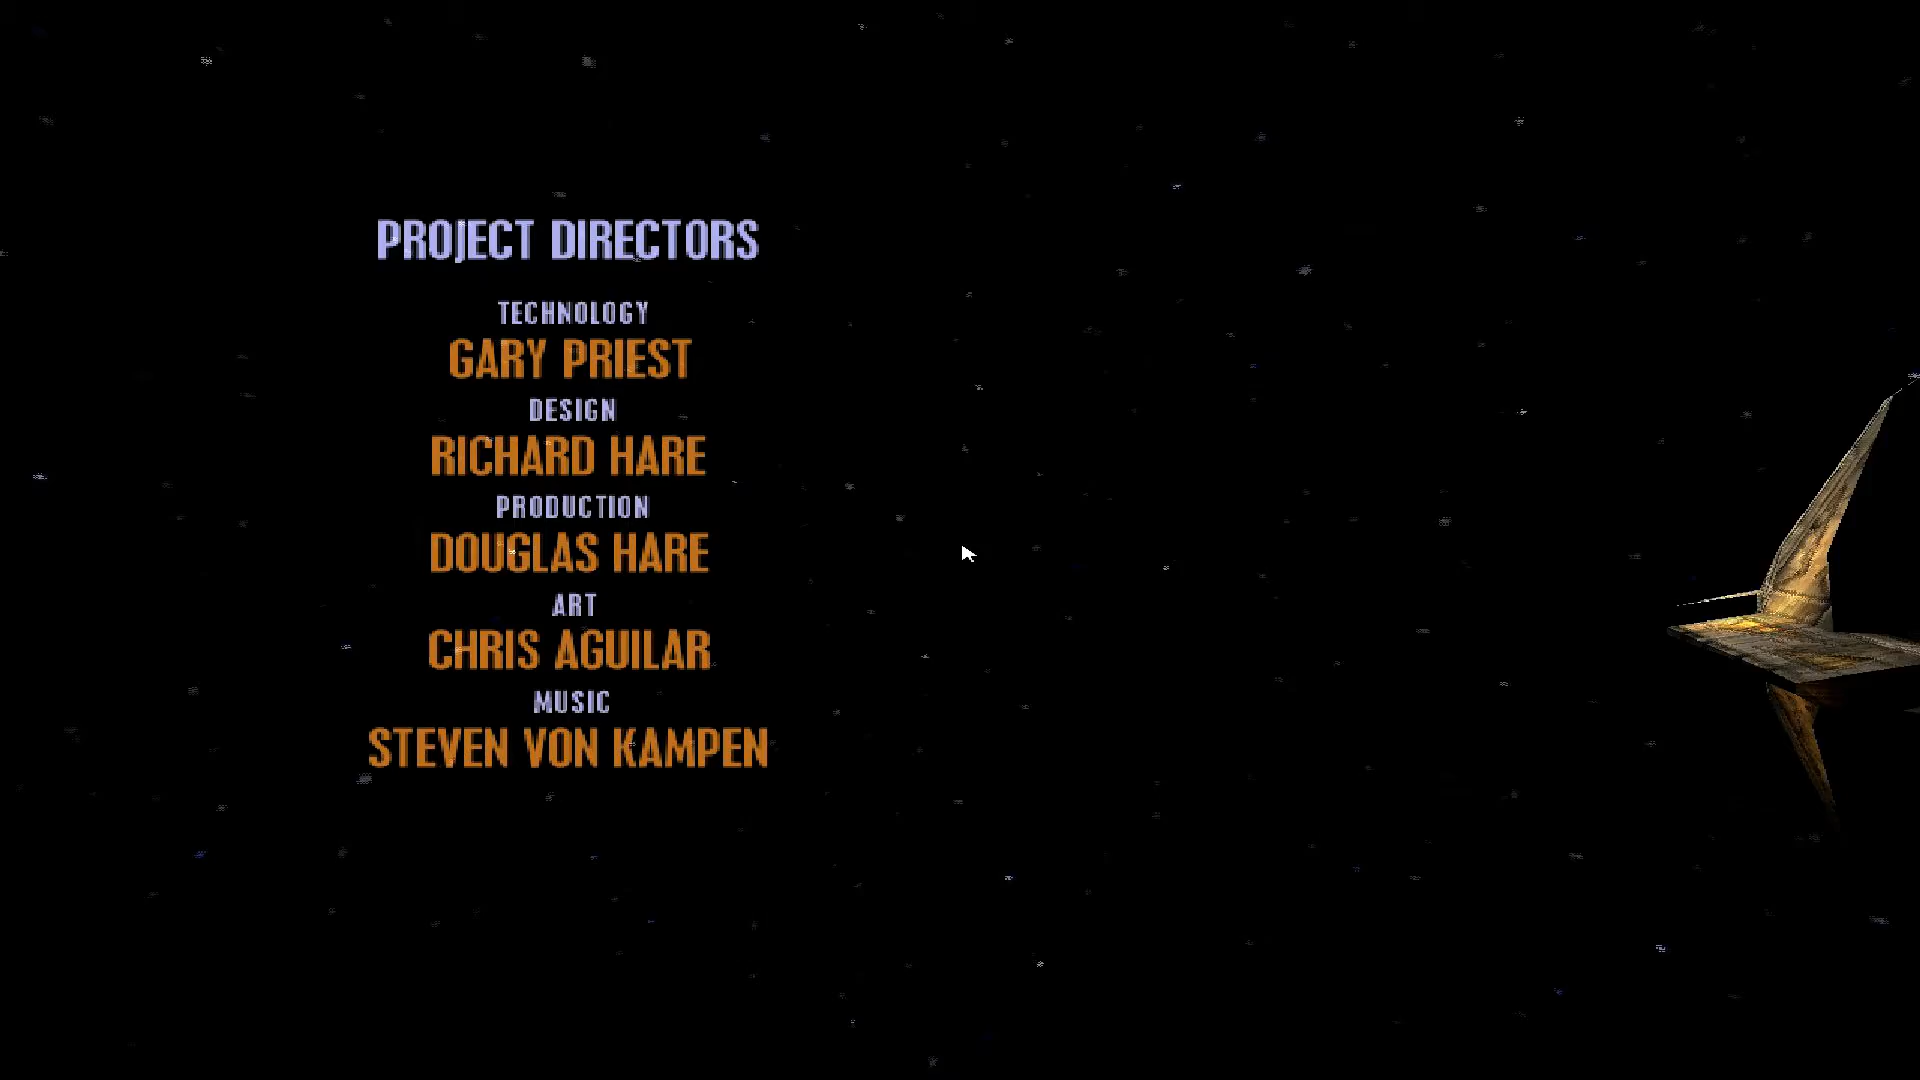 PROJECT DIRECTORS
TECHNOLOGY
GARY PRIEST
DESIGN
RICHARD HARE
PRODUCTION
DOUGLAS HARE
ART
CHRIS AGUILAR
MUSIC
STEVEN VON KAMPEN